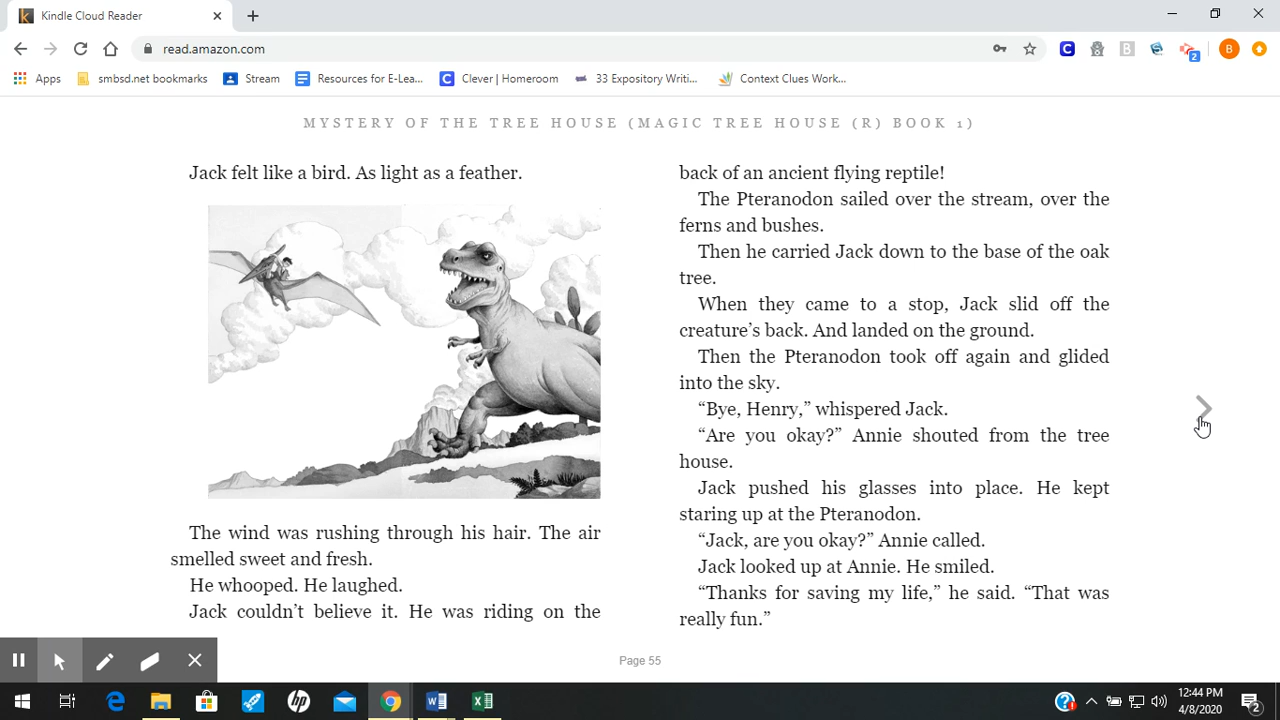 Kindle Cloud Reader
read.amazon.com
2
B
Apps
smbsd.net bookmarks
Stream
Resources for E-Lea...
C
Clever | Homeroom
33 Expository Writi...
Context Clues Work...
MYSTERY OF THE TREE HOUSE (MAGIC TREE HOUSE (R) BOOK 1)
Jack felt like a bird. As light as a feather.
The wind was rushing through his hair. The air
smelled sweet and fresh.
He whooped. He laughed.
Jack couldn’t believe it. He was riding on the
back of an ancient flying reptile!
The Pteranodon sailed over the stream, over the
ferns and bushes.
Then he carried Jack down to the base of the oak
tree.
When they came to a stop, Jack slid off the
creature’s back. And landed on the ground.
Then the Pteranodon took off again and glided
into the sky.
“Bye, Henry,” whispered Jack.
“Are you okay?” Annie shouted from the tree
house.
Jack pushed his glasses into place. He kept
staring up at the Pteranodon.
“Jack, are you okay?” Annie called.
Jack looked up at Annie. He smiled.
“Thanks for saving my life,” he said. “That was
really fun.”
Page 55
12:44 PM
4/8/2020
2